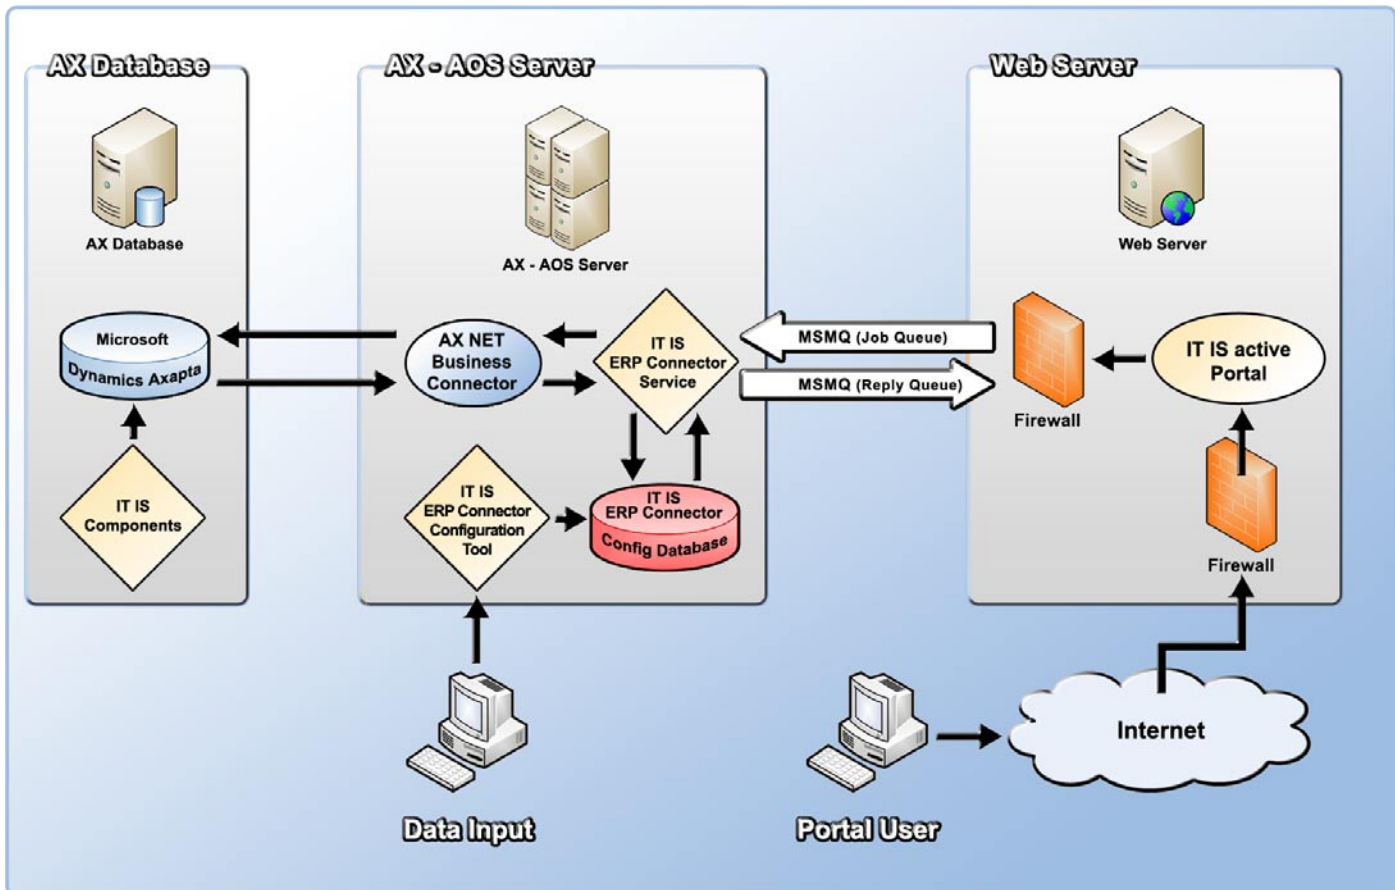 AX Database
AX - AOS Server
Web Server
AX Database
AX - AOS Server
Web Server
Microsoft
Dynamics Axapta
AX NET
Business
Connector
IT IS
ERP Connector
Service
MSMQ (Job Queue)
MSMQ (Reply Queue)
Firewall
IT IS active
Portal
IT IS
Components
IT IS
ERP Connector
Configuration
Tool
IT IS
ERP Connector
Config Database
Firewall
Internet
Data Input
Portal User